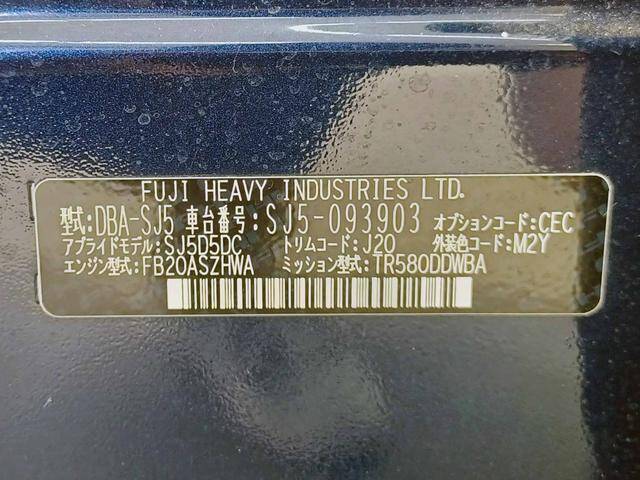 FUJI HEAVY INDUSTRIES LTD.
型式:DBA-SJ5 車台番号:SJ5-093903 オプションコード:CEC
アプライドモデル:SJ5D5DC トリムコード:J20 外装色コード:M2Y
エンジン型式:FB20ASZHWA ミッション型式:TR580DDWBA